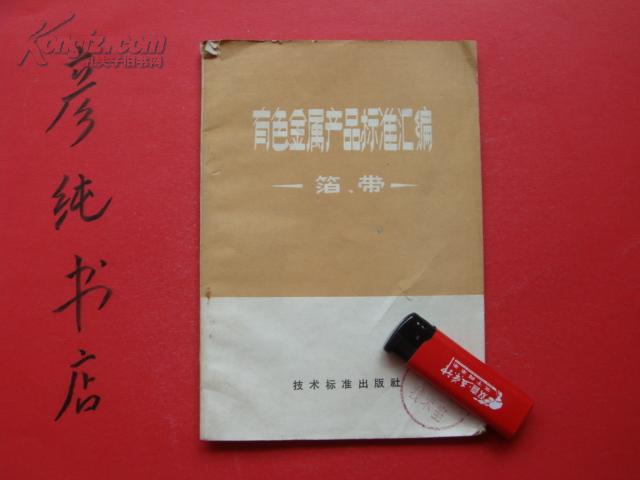 Kongfz.com
孔夫子旧书网
彦纯书店
有色金属产品标准汇编
箔、带
技术标准出版社